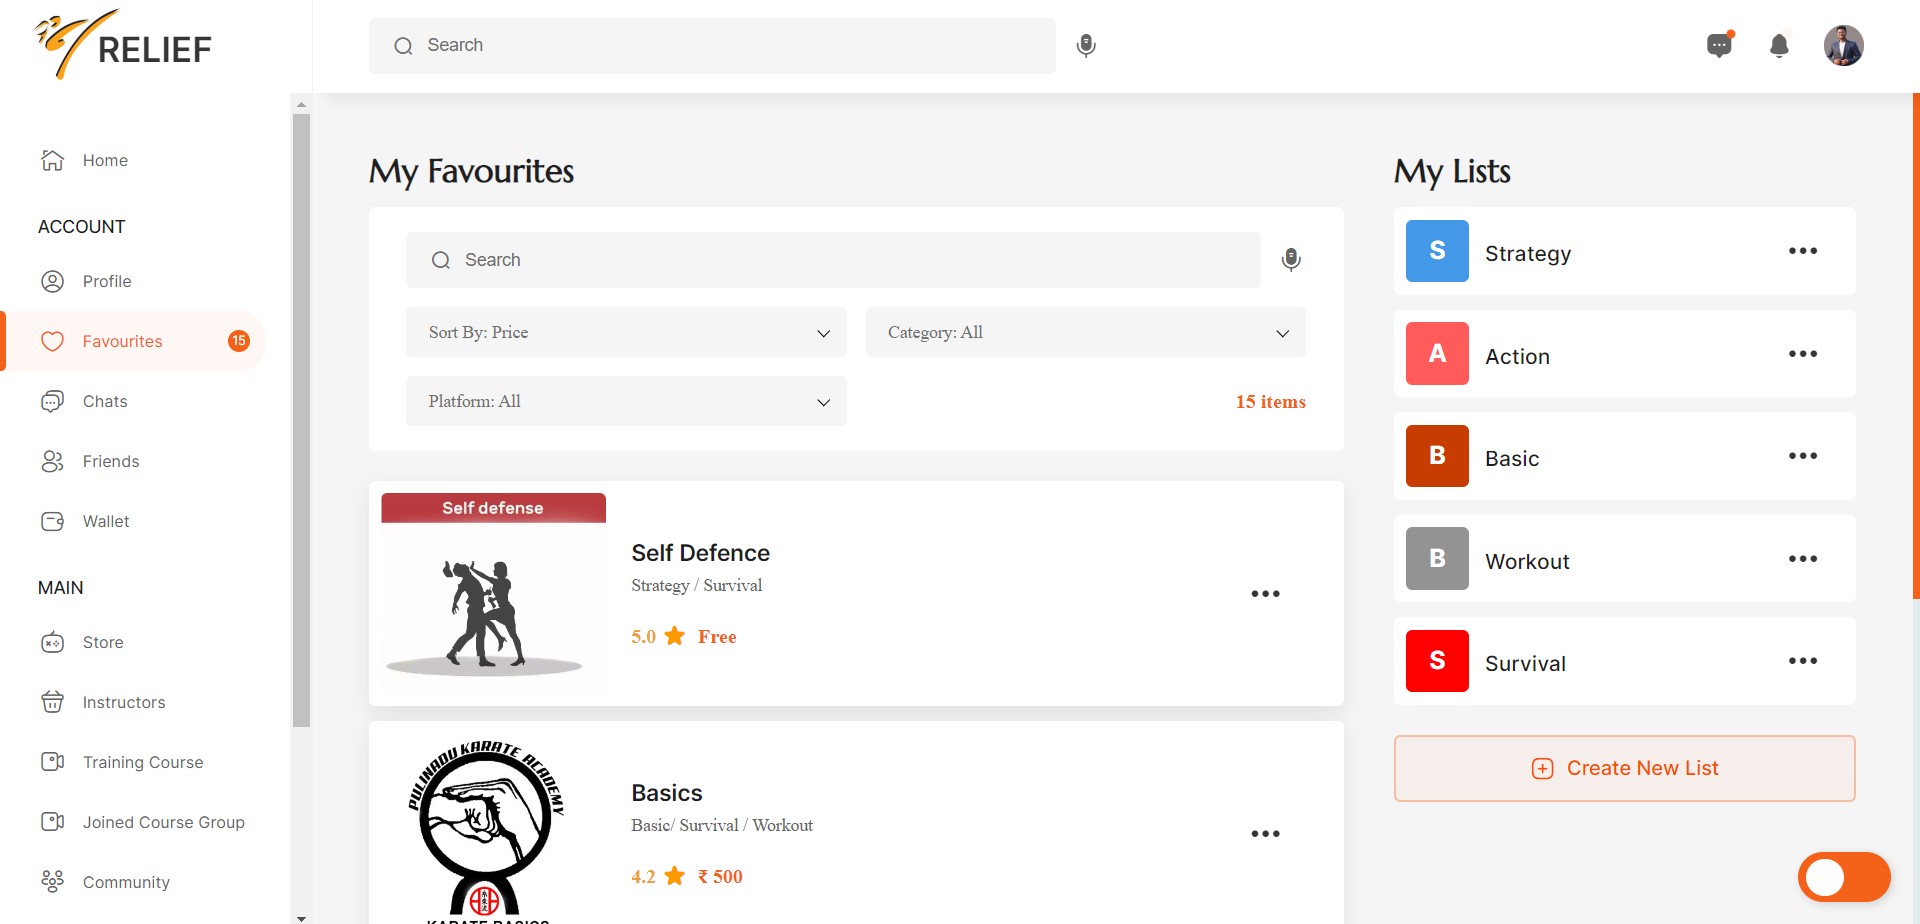 RELIEF
Search
Home
ACCOUNT
Profile
Favourites
15
Chats
Friends
Wallet
MAIN
Store
Instructors
Training Course
Joined Course Group
Community
My Favourites
Search
Sort By: Price
Category: All
Platform: All
15 items
Self defense
Self Defence
Strategy / Survival
5.0
Free
PULINADU KARATE ACADEMY
KARATE BASICS
Basics
Basic/ Survival / Workout
4.2
₹ 500
My Lists
S
Strategy
A
Action
B
Basic
B
Workout
S
Survival
Create New List